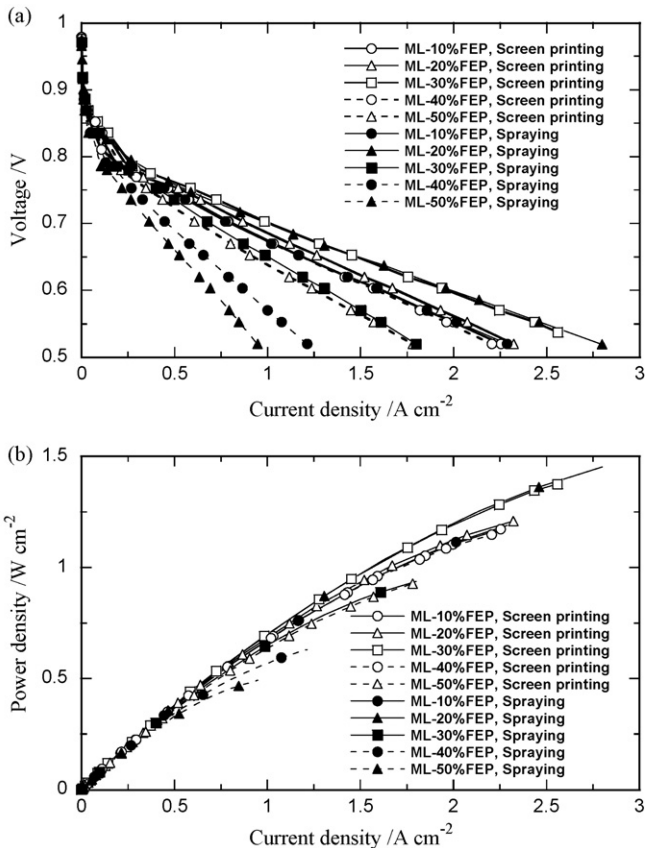 (a)
1
0.9
0.8
0.7
0.6
0.5
Voltage /V
ML-10%FEP, Screen printing
ML-20%FEP, Screen printing
ML-30%FEP, Screen printing
ML-40%FEP, Screen printing
ML-50%FEP, Screen printing
ML-10%FEP, Spraying
ML-20%FEP, Spraying
ML-30%FEP, Spraying
ML-40%FEP, Spraying
ML-50%FEP, Spraying
0 0.5 1 1.5 2 2.5 3
Current density /A cm⁻²
(b)
1.5
1
0.5
0
Power density /W cm⁻²
ML-10%FEP, Screen printing
ML-20%FEP, Screen printing
ML-30%FEP, Screen printing
ML-40%FEP, Screen printing
ML-50%FEP, Screen printing
ML-10%FEP, Spraying
ML-20%FEP, Spraying
ML-30%FEP, Spraying
ML-40%FEP, Spraying
ML-50%FEP, Spraying
0 0.5 1 1.5 2 2.5 3
Current density /A cm⁻²